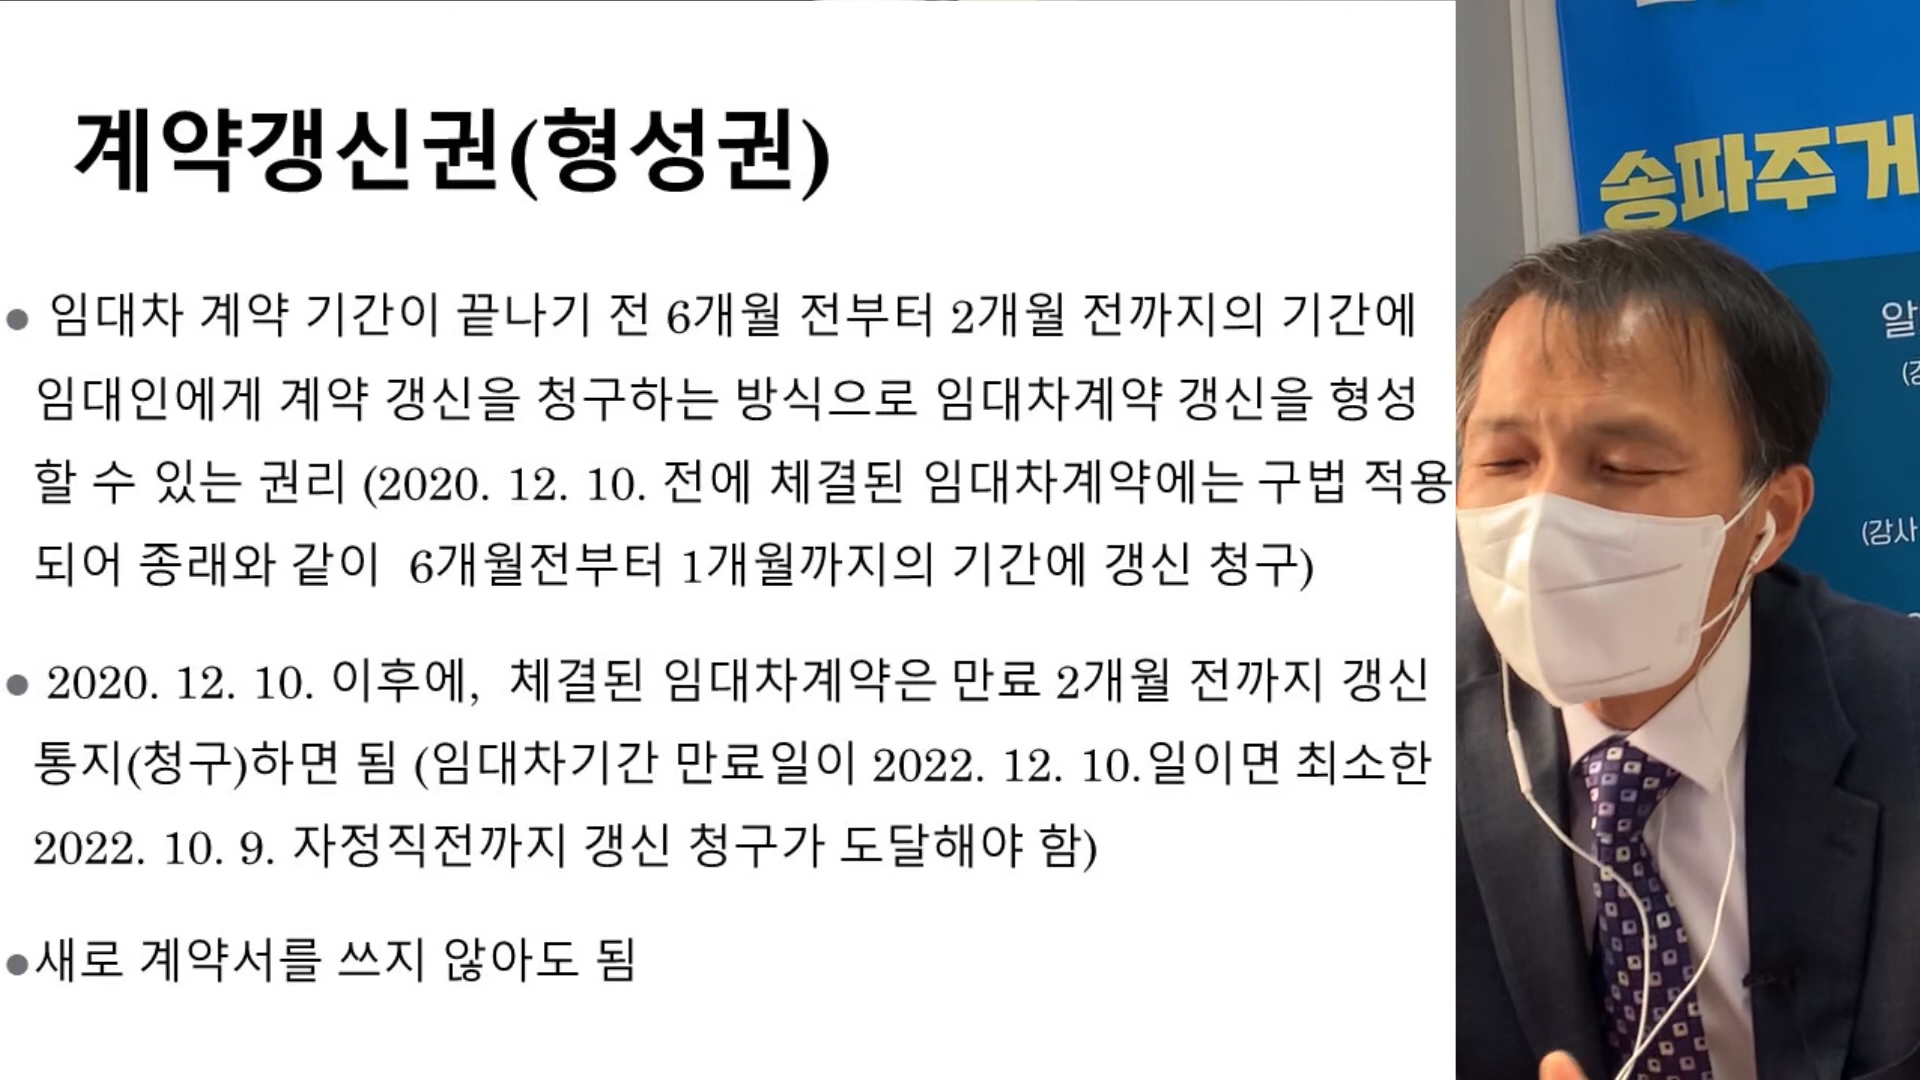 계약갱신권(형성권)
● 임대차 계약 기간이 끝나기 전 6개월 전부터 2개월 전까지의 기간에
임대인에게 계약 갱신을 청구하는 방식으로 임대차계약 갱신을 형성
할 수 있는 권리 (2020. 12. 10. 전에 체결된 임대차계약에는 구법 적용
되어 종래와 같이 6개월전부터 1개월까지의 기간에 갱신 청구)
● 2020. 12. 10. 이후에, 체결된 임대차계약은 만료 2개월 전까지 갱신
통지(청구)하면 됨 (임대차기간 만료일이 2022. 12. 10.일이면 최소한
2022. 10. 9. 자정직전까지 갱신 청구가 도달해야 함)
●새로 계약서를 쓰지 않아도 됨
송파주거
알
(강사